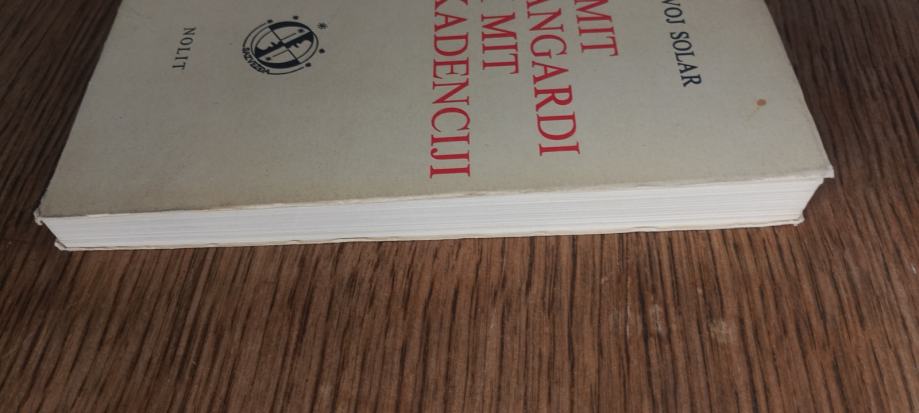 VOJ SOLAR
MIT
ANGARDI
I MIT
KADENCIJI
NOLIT